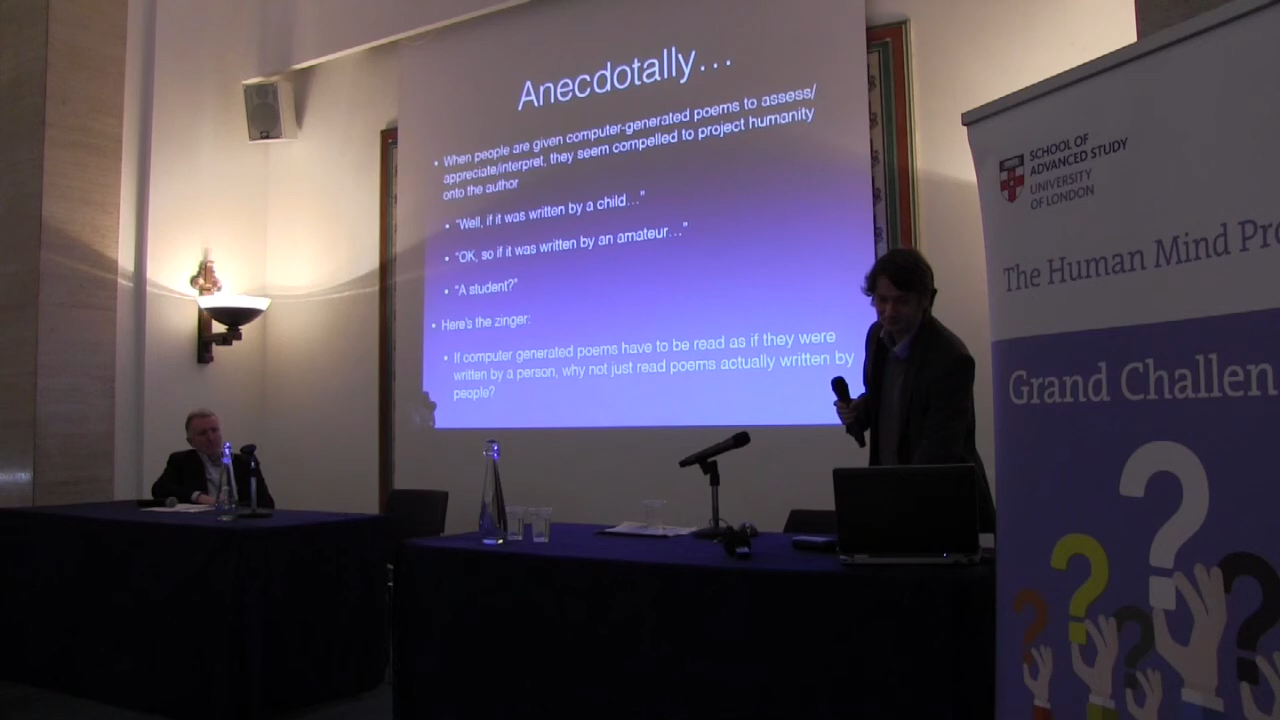 Anecdotally…
• When people are given computer-generated poems to assess/
appreciate/interpret, they seem compelled to project humanity
onto the author
• “Well, if it was written by a child…”
• “OK, so if it was written by an amateur…”
• “A student?”
• Here’s the zinger:
• If computer generated poems have to be read as if they were
written by a person, why not just read poems actually written by
people?
SCHOOL OF
ADVANCED STUDY
UNIVERSITY
OF LONDON
The Human Mind Pro
Grand Challen
? ? ? ? ?